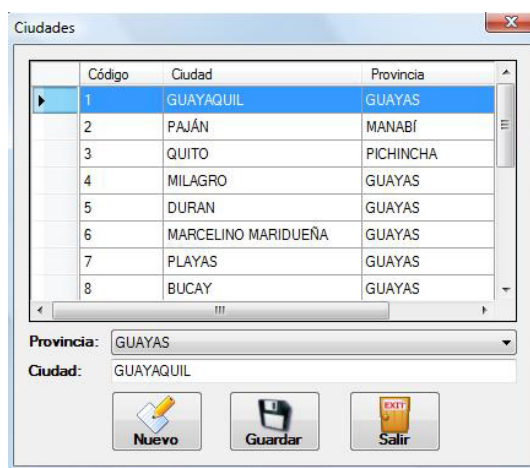 Ciudades
Código Ciudad Provincia
1 GUAYAQUIL GUAYAS
2 PAJÁN MANABÍ
3 QUITO PICHINCHA
4 MILAGRO GUAYAS
5 DURAN GUAYAS
6 MARCELINO MARIDUEÑA GUAYAS
7 PLAYAS GUAYAS
8 BUCAY GUAYAS
Provincia: GUAYAS
Ciudad: GUAYAQUIL
EXIT
Nuevo Guardar Salir